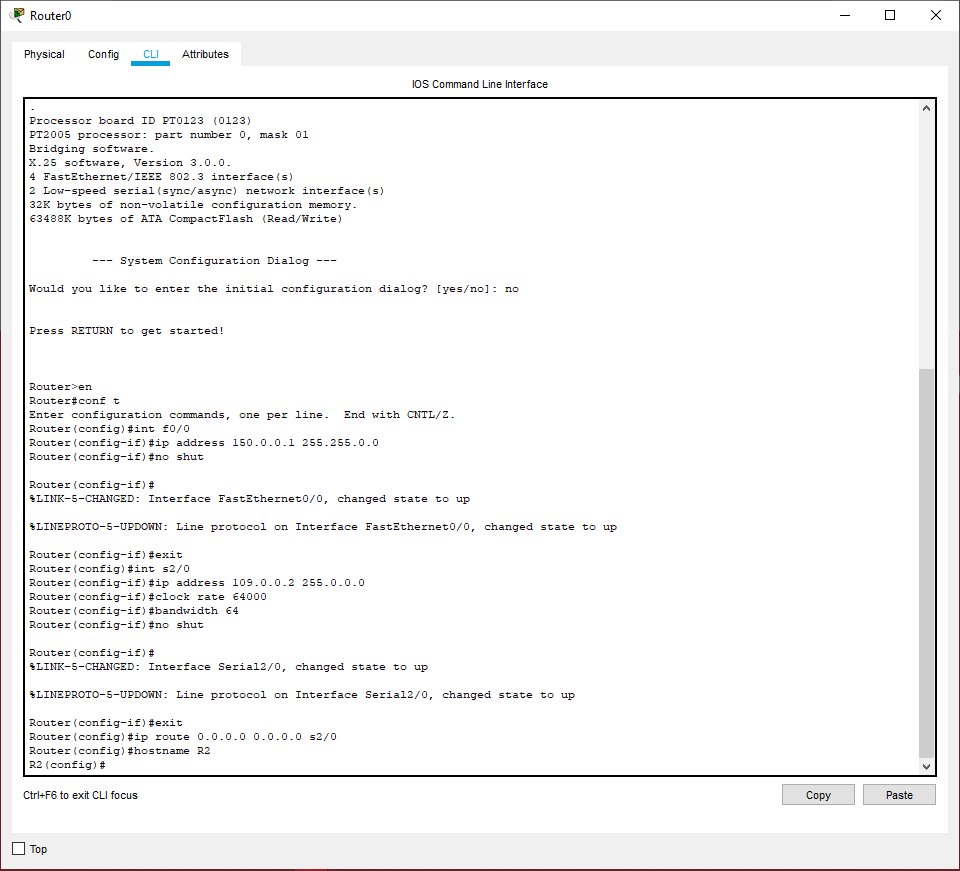 Router0
Physical Config CLI Attributes
IOS Command Line Interface
.
Processor board ID PT0123 (0123)
PT2005 processor: part number 0, mask 01
Bridging software.
X.25 software, Version 3.0.0.
4 FastEthernet/IEEE 802.3 interface(s)
2 Low-speed serial(sync/async) network interface(s)
32K bytes of non-volatile configuration memory.
63488K bytes of ATA CompactFlash (Read/Write)
--- System Configuration Dialog ---
Would you like to enter the initial configuration dialog? [yes/no]: no
Press RETURN to get started!
Router>en
Router#conf t
Enter configuration commands, one per line.  End with CNTL/Z.
Router(config)#int f0/0
Router(config-if)#ip address 150.0.0.1 255.255.0.0
Router(config-if)#no shut
Router(config-if)#
%LINK-5-CHANGED: Interface FastEthernet0/0, changed state to up
%LINEPROTO-5-UPDOWN: Line protocol on Interface FastEthernet0/0, changed state to up
Router(config-if)#exit
Router(config)#int s2/0
Router(config-if)#ip address 109.0.0.2 255.0.0.0
Router(config-if)#clock rate 64000
Router(config-if)#bandwidth 64
Router(config-if)#no shut
Router(config-if)#
%LINK-5-CHANGED: Interface Serial2/0, changed state to up
%LINEPROTO-5-UPDOWN: Line protocol on Interface Serial2/0, changed state to up
Router(config-if)#exit
Router(config)#ip route 0.0.0.0 0.0.0.0 s2/0
Router(config)#hostname R2
R2(config)#
Ctrl+F6 to exit CLI focus
Copy Paste
Top